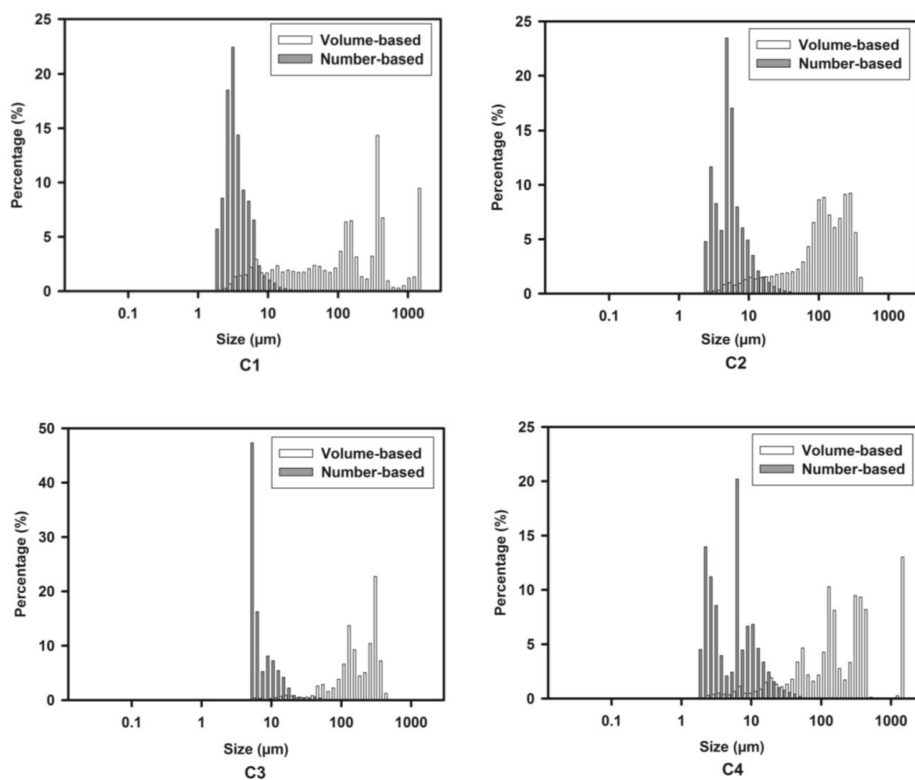 25
20
15
10
5
0
Percentage (%)
Volume-based
Number-based
0.1 1 10 100 1000
Size (µm)
C1
25
20
15
10
5
0
Percentage (%)
Volume-based
Number-based
0.1 1 10 100 1000
Size (µm)
C2
50
40
30
20
10
0
Percentage (%)
Volume-based
Number-based
0.1 1 10 100 1000
Size (µm)
C3
25
20
15
10
5
0
Percentage (%)
Volume-based
Number-based
0.1 1 10 100 1000
Size (µm)
C4